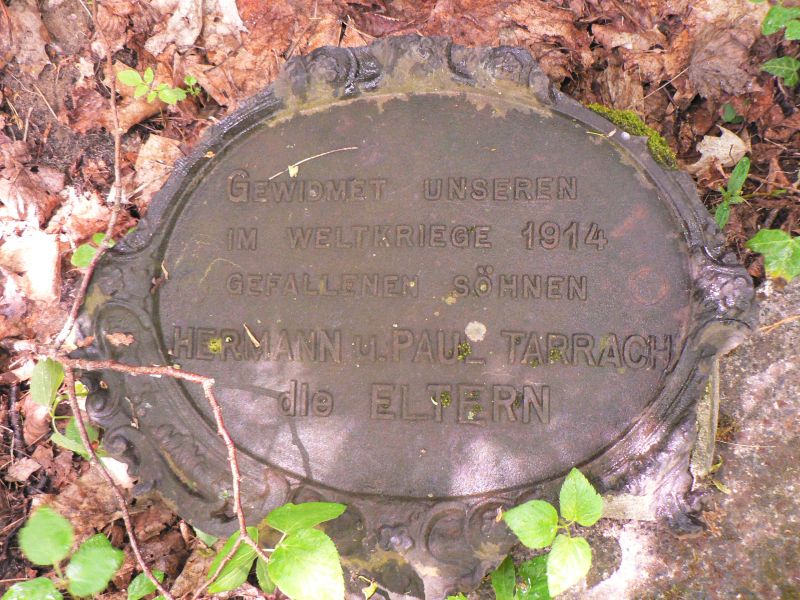 GEWIDMET UNSEREN
IM WELTKRIEGE 1914
GEFALLENEN SÖHNEN
HERMANN u. PAUL TARRACH
die ELTERN